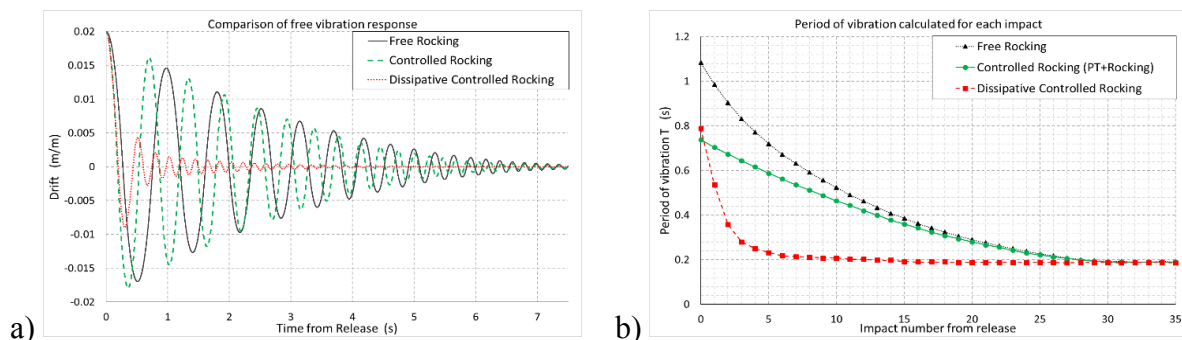 Comparison of free vibration response
0.02
0.015
0.01
0.005
0
-0.005
-0.01
-0.015
-0.02
Drift (m/m)
Free Rocking
Controlled Rocking
Dissipative Controlled Rocking
0 1 2 3 4 5 6 7
Time from Release (s)
a)
Period of vibration calculated for each impact
1.2
1
0.8
0.6
0.4
0.2
0
Period of vibration T (s)
Free Rocking
Controlled Rocking (PT+Rocking)
Dissipative Controlled Rocking
0 5 10 15 20 25 30 35
Impact number from release
b)